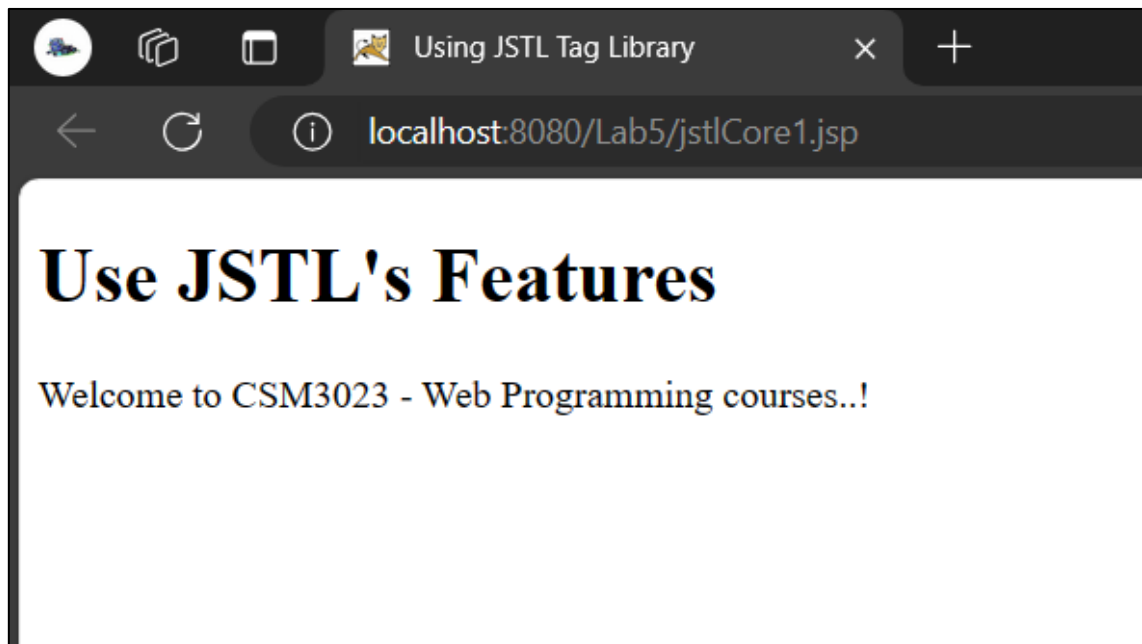 Using JSTL Tag Library
localhost:8080/Lab5/jstlCore1.jsp
Use JSTL's Features
Welcome to CSM3023 - Web Programming courses..!